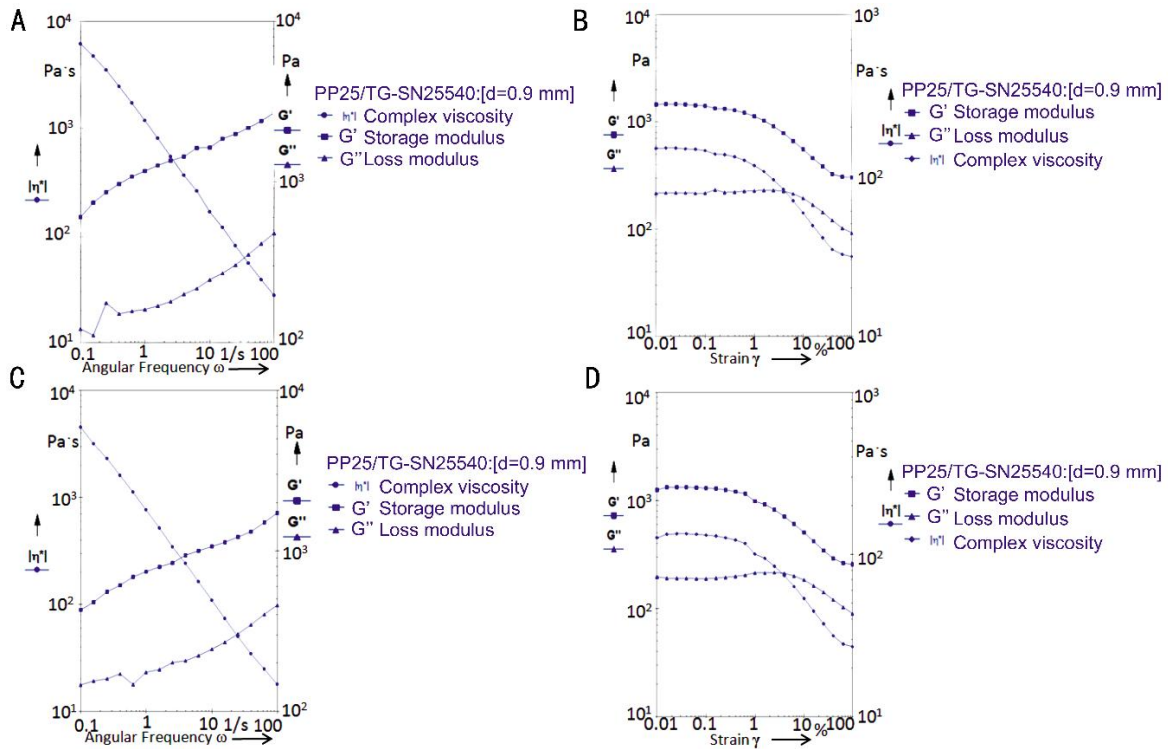 A
10⁴
Pa·s
10³
|η*|
10²
10¹
10⁴
Pa
G'
G''
10³
10²
0.1 1 10 1/s 100
Angular Frequency ω
PP25/TG-SN25540:[d=0.9 mm]
|η*| Complex viscosity
G' Storage modulus
G'' Loss modulus
B
10⁴
Pa
10³
G'
G''
10²
10¹
10³
Pa·s
|η*|
10²
10¹
0.01 0.1 1 10 % 100
Strain γ
PP25/TG-SN25540:[d=0.9 mm]
G' Storage modulus
G'' Loss modulus
|η*| Complex viscosity
C
10⁴
Pa·s
10³
|η*|
10²
10¹
10⁴
Pa
G'
G''
10³
10²
0.1 1 10 1/s 100
Angular Frequency ω
PP25/TG-SN25540:[d=0.9 mm]
|η*| Complex viscosity
G' Storage modulus
G'' Loss modulus
D
10⁴
Pa
10³
G'
G''
10²
10¹
10³
Pa·s
|η*|
10²
10¹
0.01 0.1 1 10 % 100
Strain γ
PP25/TG-SN25540:[d=0.9 mm]
G' Storage modulus
G'' Loss modulus
|η*| Complex viscosity